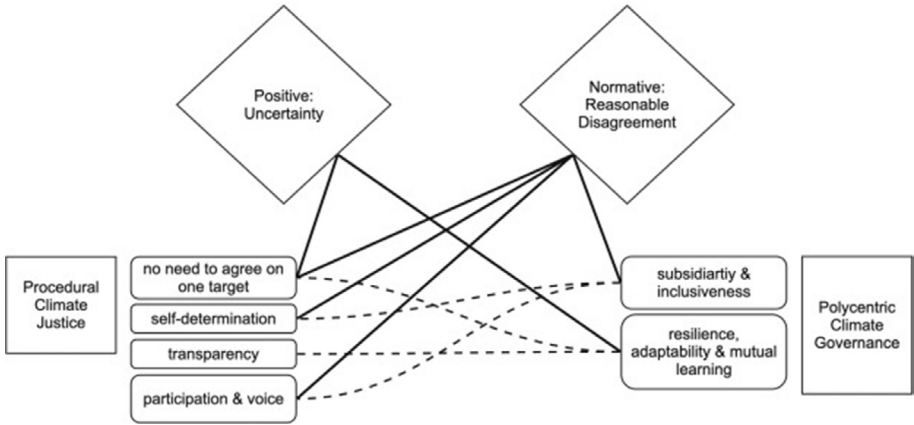 Positive:
Uncertainty
Normative:
Reasonable
Disagreement
Procedural
Climate
Justice
no need to agree on
one target
self-determination
transparency
participation & voice
subsidiartiy &
inclusiveness
resilience,
adaptability & mutual
learning
Polycentric
Climate
Governance